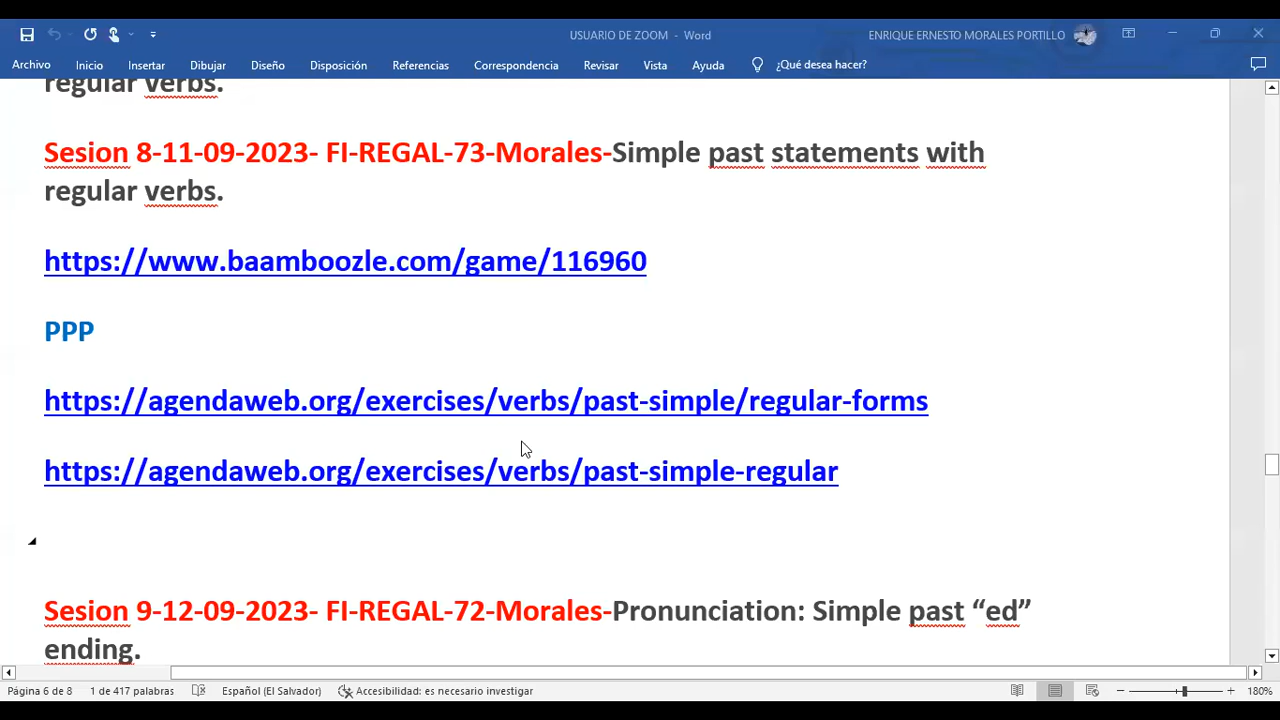 USUARIO DE ZOOM - Word
ENRIQUE ERNESTO MORALES PORTILLO
Archivo Inicio Insertar Dibujar Diseño Disposición Referencias Correspondencia Revisar Vista Ayuda ¿Qué desea hacer?
regular verbs.
Sesion 8-11-09-2023- FI-REGAL-73-Morales-Simple past statements with
regular verbs.
https://www.baamboozle.com/game/116960
PPP
https://agendaweb.org/exercises/verbs/past-simple/regular-forms
https://agendaweb.org/exercises/verbs/past-simple-regular
Sesion 9-12-09-2023- FI-REGAL-72-Morales-Pronunciation: Simple past “ed”
ending.
Página 6 de 8 1 de 417 palabras Español (El Salvador) Accesibilidad: es necesario investigar 180%